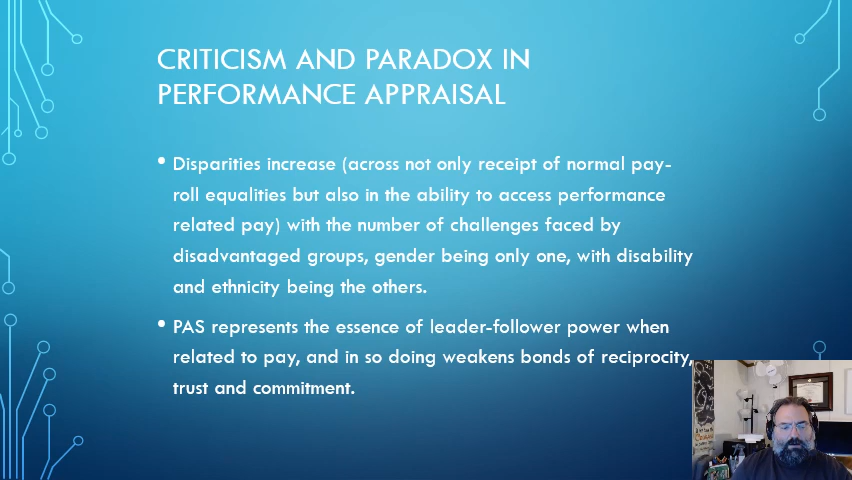 CRITICISM AND PARADOX IN
PERFORMANCE APPRAISAL
• Disparities increase (across not only receipt of normal pay-
roll equalities but also in the ability to access performance
related pay) with the number of challenges faced by
disadvantaged groups, gender being only one, with disability
and ethnicity being the others.
• PAS represents the essence of leader-follower power when
related to pay, and in so doing weakens bonds of reciprocity,
trust and commitment.